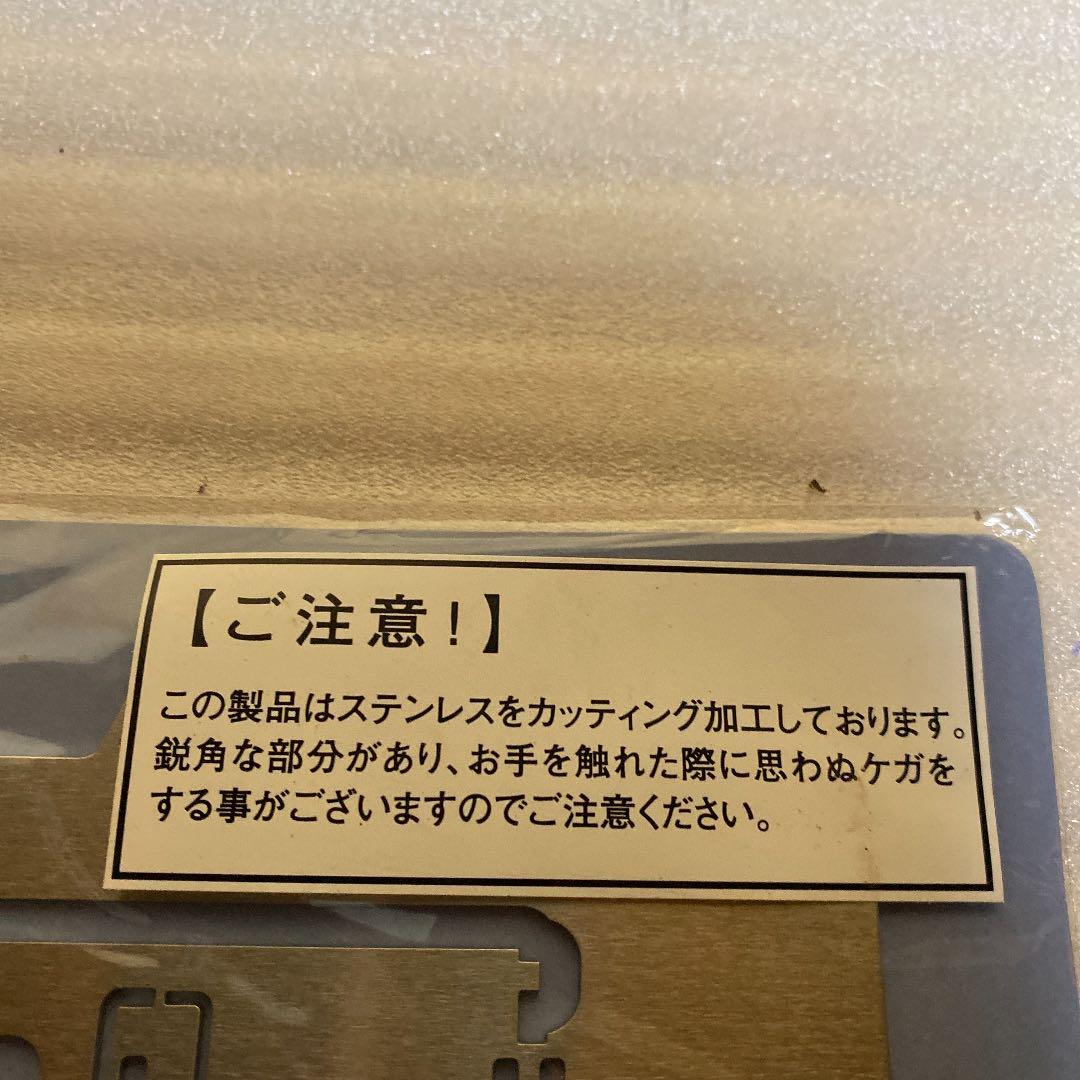 【ご注意！】
この製品はステンレスをカッティング加工しております。
鋭角な部分があり、お手を触れた際に思わぬケガを
する事がございますのでご注意ください。